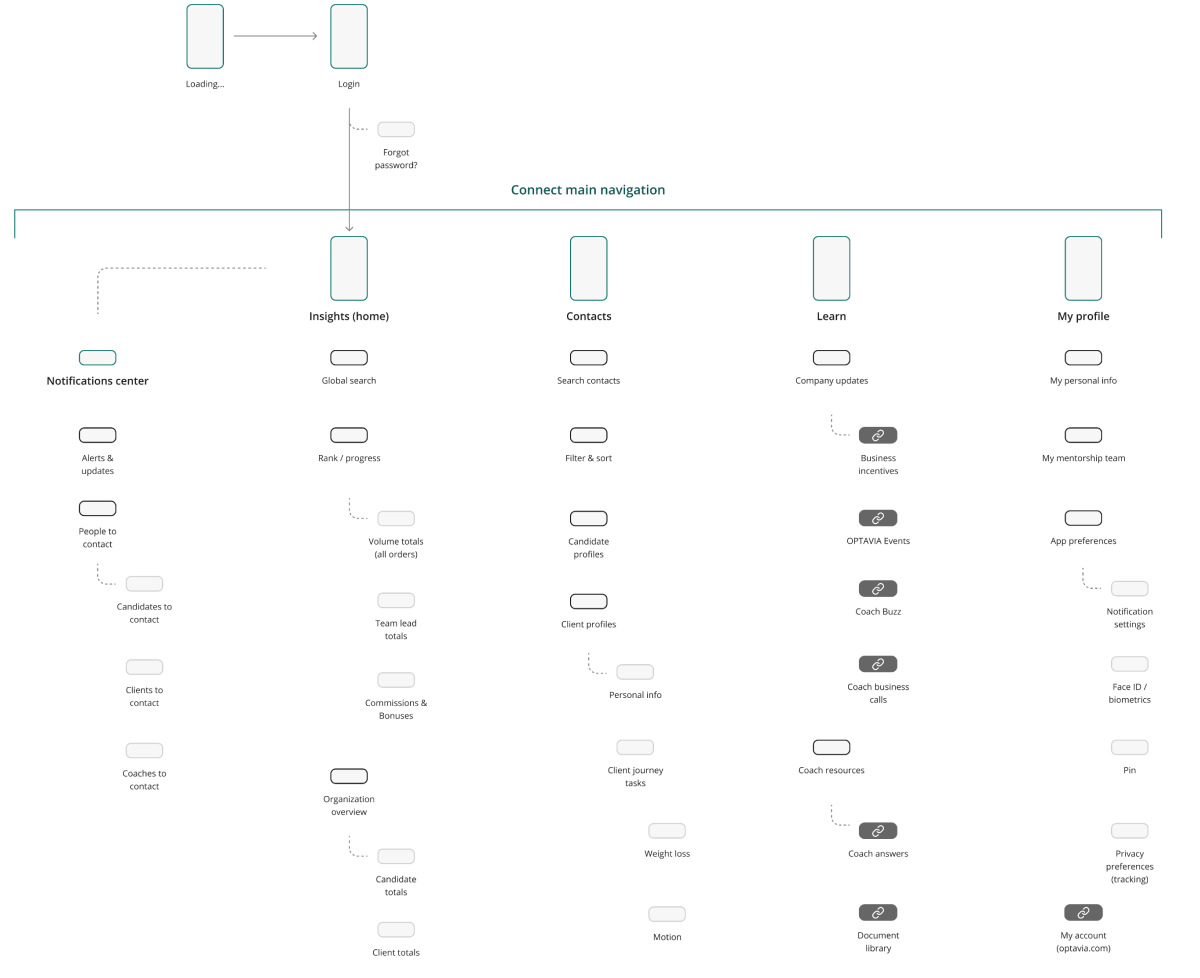 Loading...
Login
Forgot
password?
Connect main navigation
Insights (home)
Contacts
Learn
My profile
Notifications center
Alerts &
updates
People to
contact
Candidates to
contact
Clients to
contact
Coaches to
contact
Global search
Rank / progress
Volume totals
(all orders)
Team lead
totals
Commissions &
Bonuses
Organization
overview
Candidate
totals
Client totals
Search contacts
Filter & sort
Candidate
profiles
Client profiles
Personal info
Client journey
tasks
Weight loss
Motion
Company updates
Business
incentives
OPTAVIA Events
Coach Buzz
Coach business
calls
Coach resources
Coach answers
Document
library
My personal info
My mentorship team
App preferences
Notification
settings
Face ID /
biometrics
Pin
Privacy
preferences
(tracking)
My account
(optavia.com)